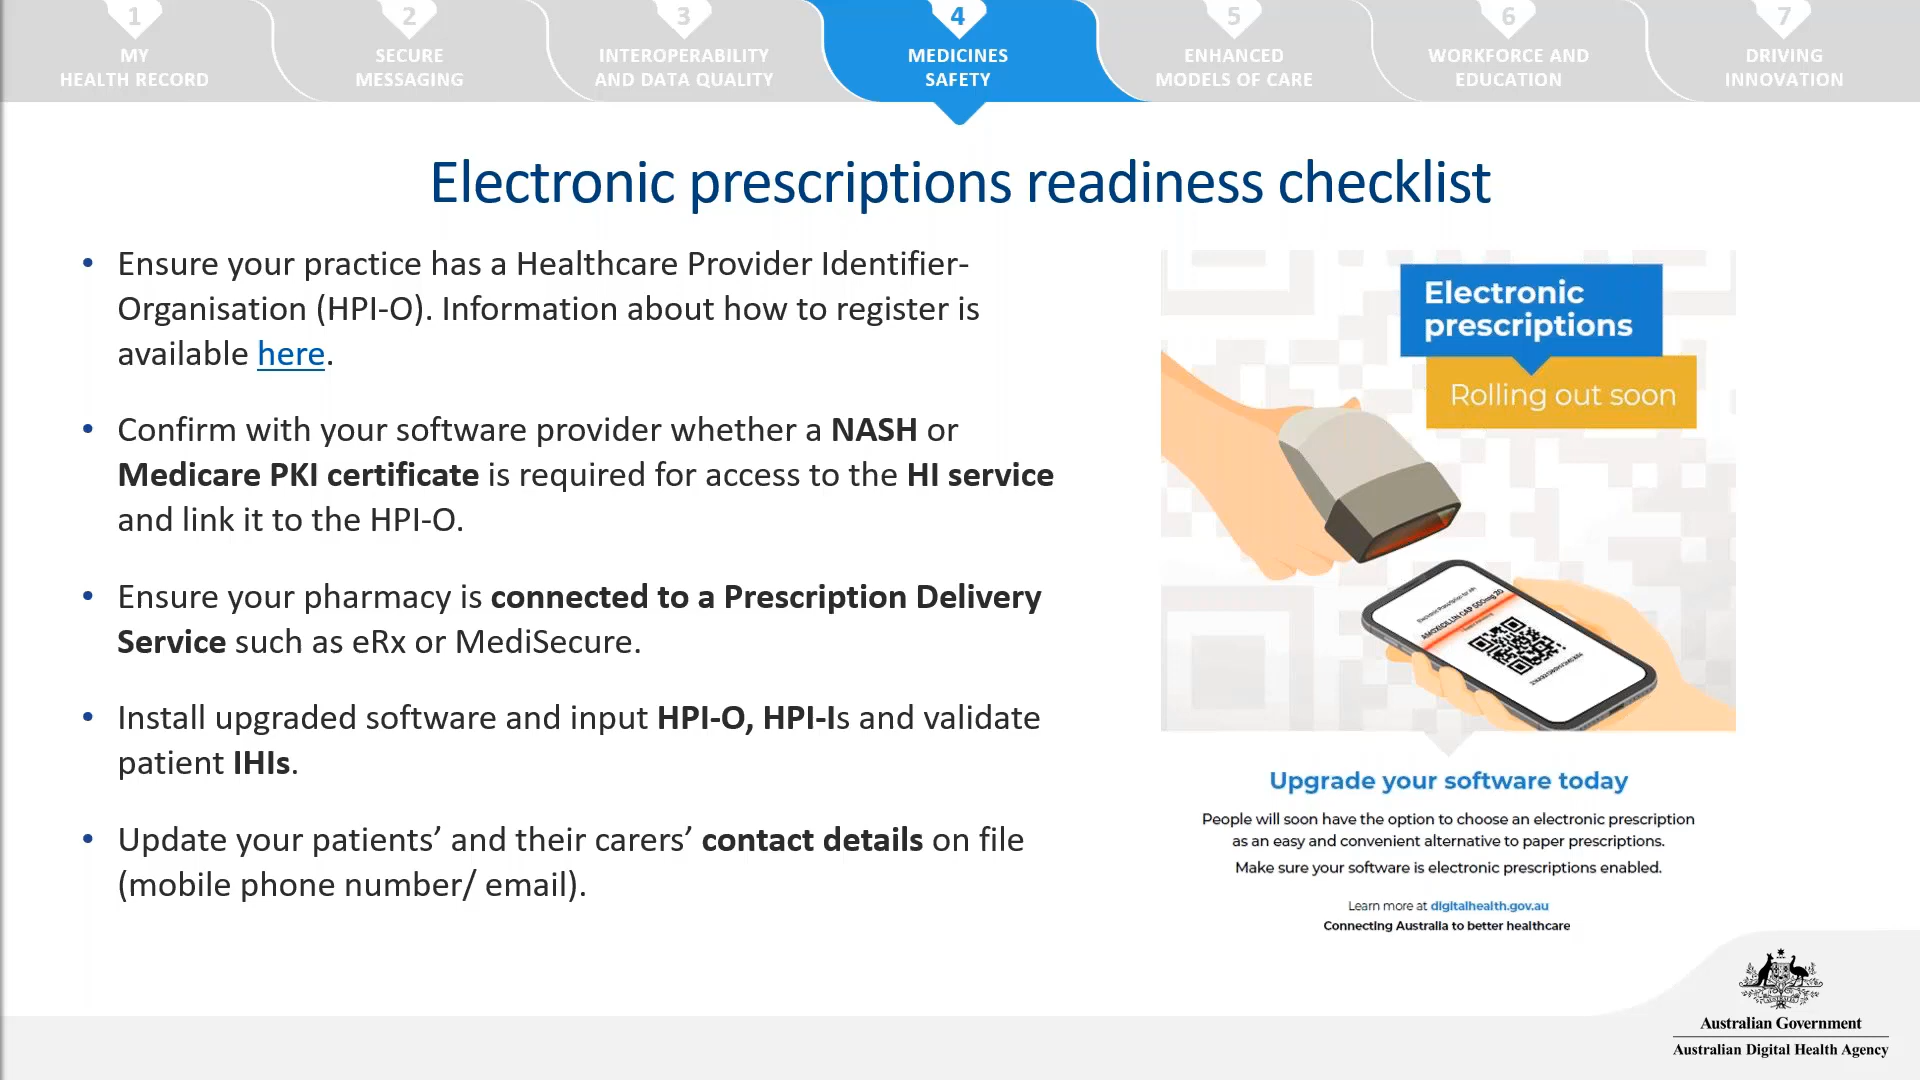 1
MY
HEALTH RECORD
2
SECURE
MESSAGING
3
INTEROPERABILITY
AND DATA QUALITY
4
MEDICINES
SAFETY
5
ENHANCED
MODELS OF CARE
6
WORKFORCE AND
EDUCATION
7
DRIVING
INNOVATION
Electronic prescriptions readiness checklist
• Ensure your practice has a Healthcare Provider Identifier-
Organisation (HPI-O). Information about how to register is
available here.
• Confirm with your software provider whether a NASH or
Medicare PKI certificate is required for access to the HI service
and link it to the HPI-O.
• Ensure your pharmacy is connected to a Prescription Delivery
Service such as eRx or MediSecure.
• Install upgraded software and input HPI-O, HPI-Is and validate
patient IHIs.
• Update your patients’ and their carers’ contact details on file
(mobile phone number/ email).
Electronic
prescriptions
Rolling out soon
AMOXICILLIN CAP 500mg 20
Upgrade your software today
People will soon have the option to choose an electronic prescription
as an easy and convenient alternative to paper prescriptions.
Make sure your software is electronic prescriptions enabled.
Learn more at digitalhealth.gov.au
Connecting Australia to better healthcare
Australian Government
Australian Digital Health Agency